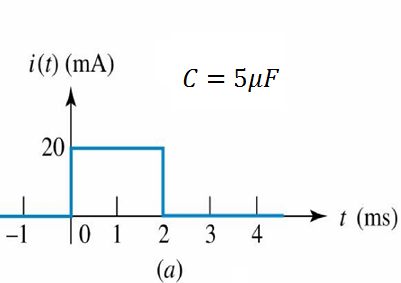 i(t) (mA)
C = 5μF
20
t (ms)
–1 0 1 2 3 4
(a)